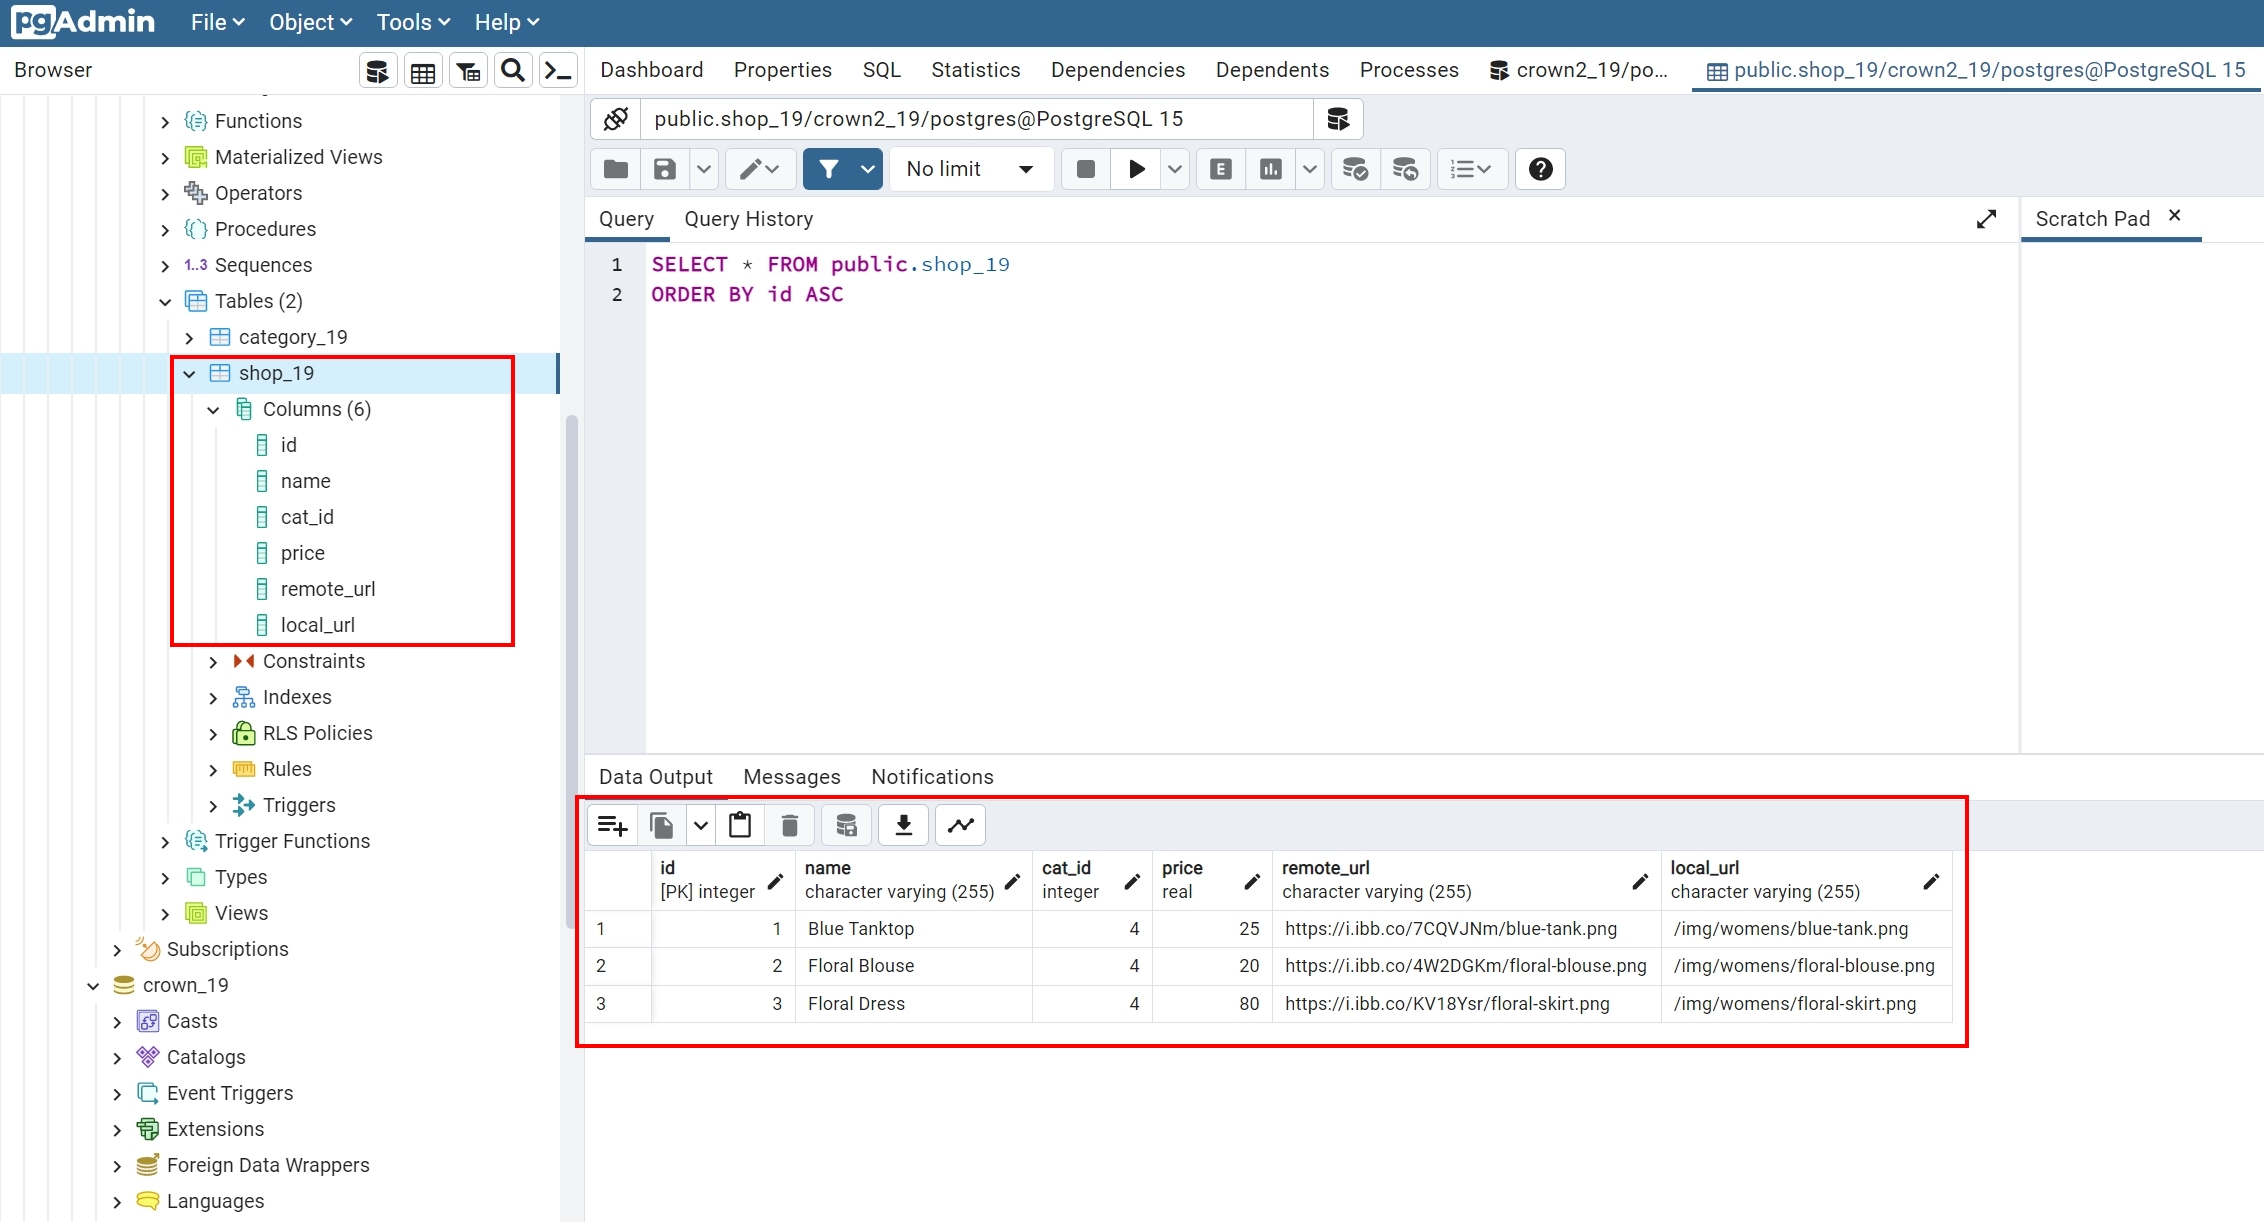 pgAdmin File Object Tools Help
Browser
Dashboard Properties SQL Statistics Dependencies Dependents Processes crown2_19/po... public.shop_19/crown2_19/postgres@PostgreSQL 15
Functions
Materialized Views
Operators
Procedures
1..3 Sequences
Tables (2)
category_19
shop_19
Columns (6)
id
name
cat_id
price
remote_url
local_url
Constraints
Indexes
RLS Policies
Rules
Triggers
Trigger Functions
Types
Views
Subscriptions
crown_19
Casts
Catalogs
Event Triggers
Extensions
Foreign Data Wrappers
Languages
public.shop_19/crown2_19/postgres@PostgreSQL 15
No limit
E
Query Query History
Scratch Pad
1 SELECT * FROM public.shop_19
2 ORDER BY id ASC
Data Output Messages Notifications
id name cat_id price remote_url local_url
[PK] integer character varying (255) integer real character varying (255) character varying (255)
1 1 Blue Tanktop 4 25 https://i.ibb.co/7CQVJNm/blue-tank.png /img/womens/blue-tank.png
2 2 Floral Blouse 4 20 https://i.ibb.co/4W2DGKm/floral-blouse.png /img/womens/floral-blouse.png
3 3 Floral Dress 4 80 https://i.ibb.co/KV18Ysr/floral-skirt.png /img/womens/floral-skirt.png